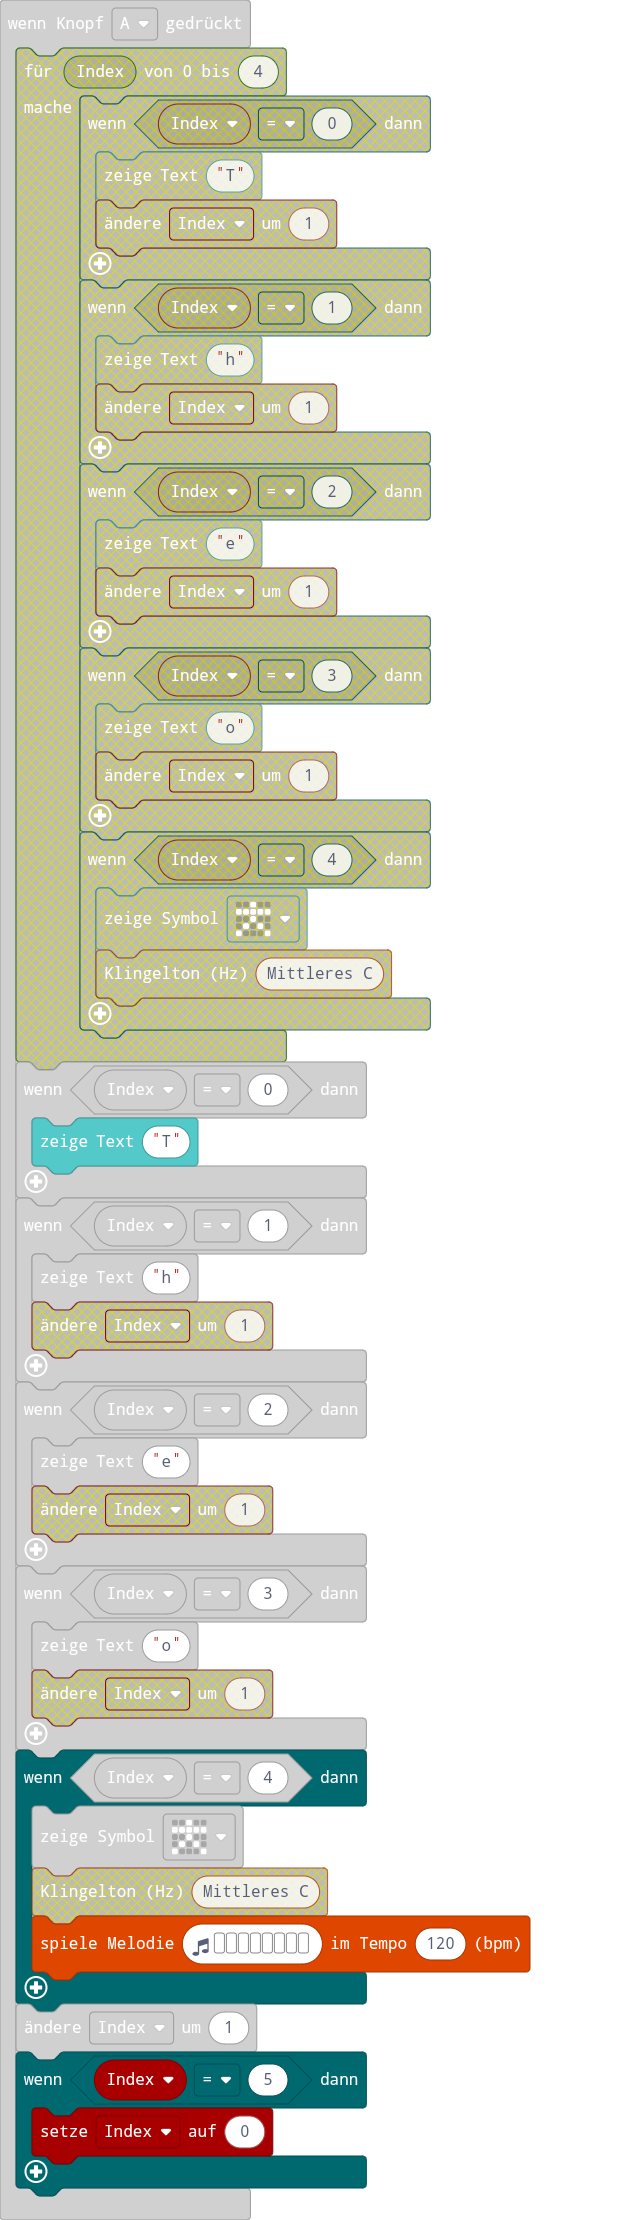 wenn Knopf A gedrückt
für Index von 0 bis 4
mache
wenn Index = 0 dann
zeige Text "T"
ändere Index um 1
wenn Index = 1 dann
zeige Text "h"
ändere Index um 1
wenn Index = 2 dann
zeige Text "e"
ändere Index um 1
wenn Index = 3 dann
zeige Text "o"
ändere Index um 1
wenn Index = 4 dann
zeige Symbol
Klingelton (Hz) Mittleres C
wenn Index = 0 dann
zeige Text "T"
wenn Index = 1 dann
zeige Text "h"
ändere Index um 1
wenn Index = 2 dann
zeige Text "e"
ändere Index um 1
wenn Index = 3 dann
zeige Text "o"
ändere Index um 1
wenn Index = 4 dann
zeige Symbol
Klingelton (Hz) Mittleres C
spiele Melodie im Tempo 120 (bpm)
ändere Index um 1
wenn Index = 5 dann
setze Index auf 0